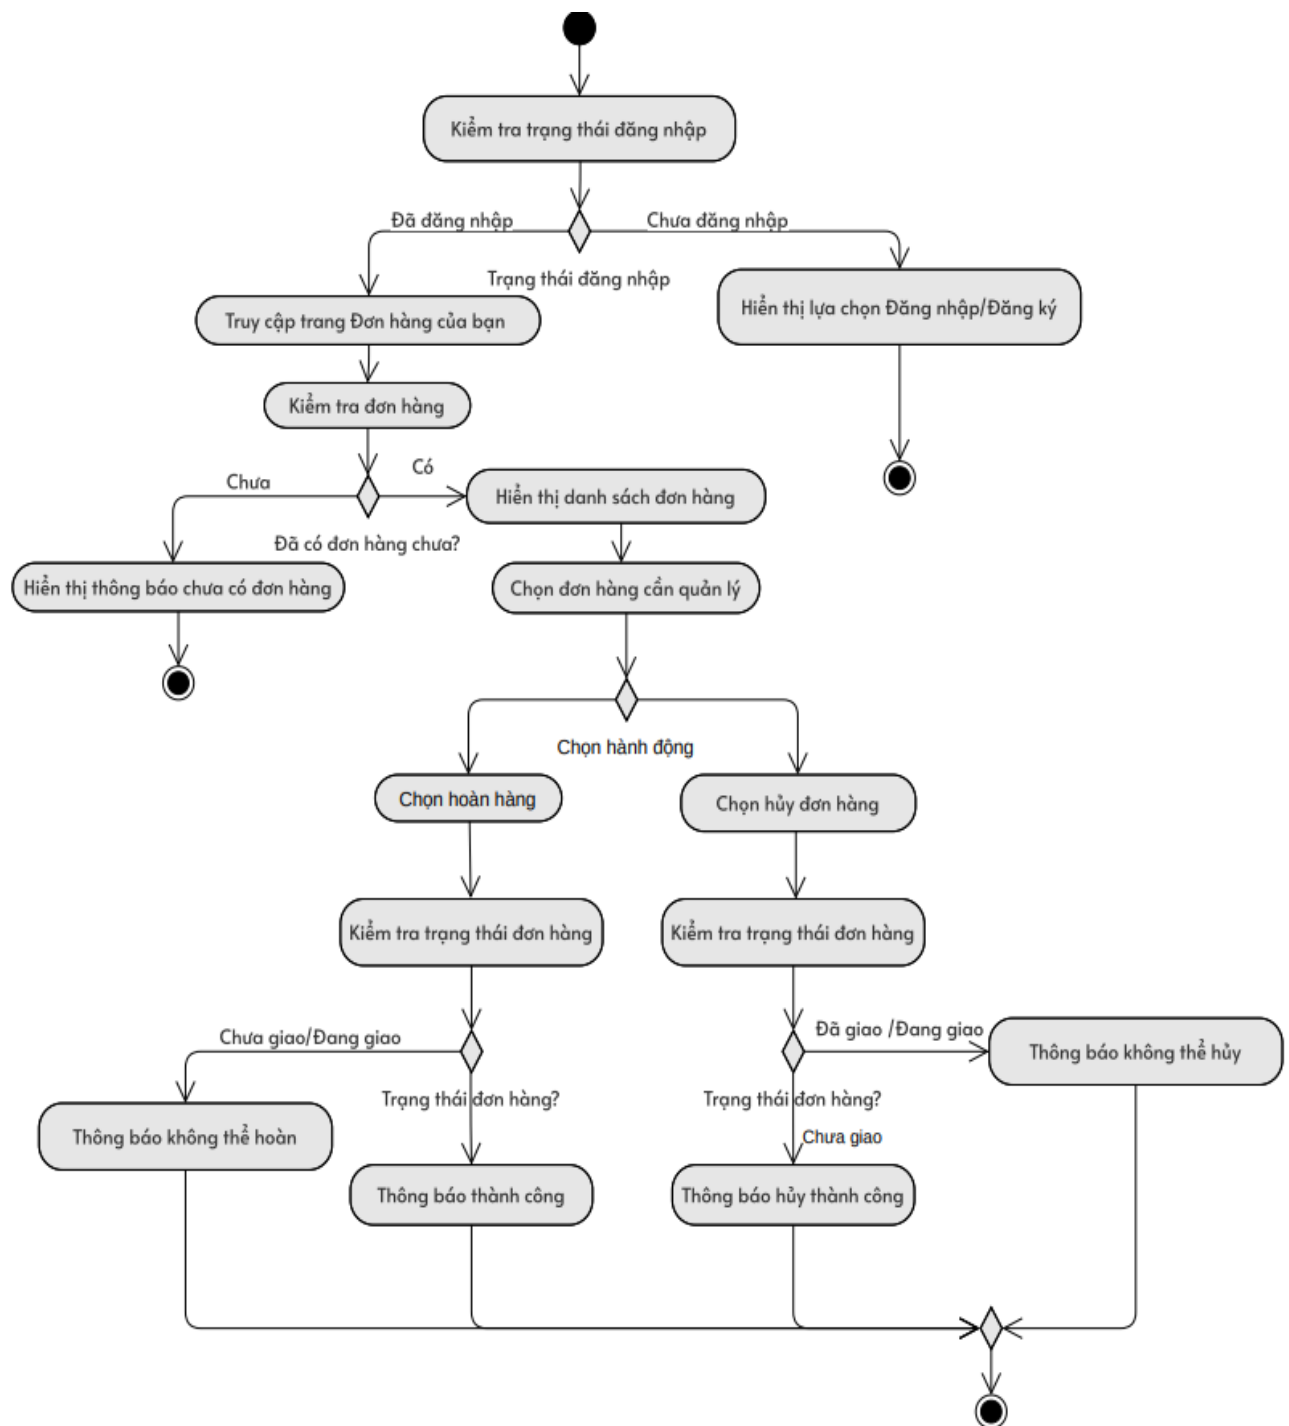 Kiểm tra trạng thái đăng nhập
Đã đăng nhập
Chưa đăng nhập
Trạng thái đăng nhập
Hiển thị lựa chọn Đăng nhập/Đăng ký
Truy cập trang Đơn hàng của bạn
Kiểm tra đơn hàng
Có
Chưa
Hiển thị danh sách đơn hàng
Đã có đơn hàng chưa?
Hiển thị thông báo chưa có đơn hàng
Chọn đơn hàng cần quản lý
Chọn hành động
Chọn hoàn hàng
Chọn hủy đơn hàng
Kiểm tra trạng thái đơn hàng
Kiểm tra trạng thái đơn hàng
Chưa giao/Đang giao
Đã giao /Đang giao
Thông báo không thể hủy
Trạng thái đơn hàng?
Trạng thái đơn hàng?
Thông báo không thể hoàn
Chưa giao
Thông báo thành công
Thông báo hủy thành công